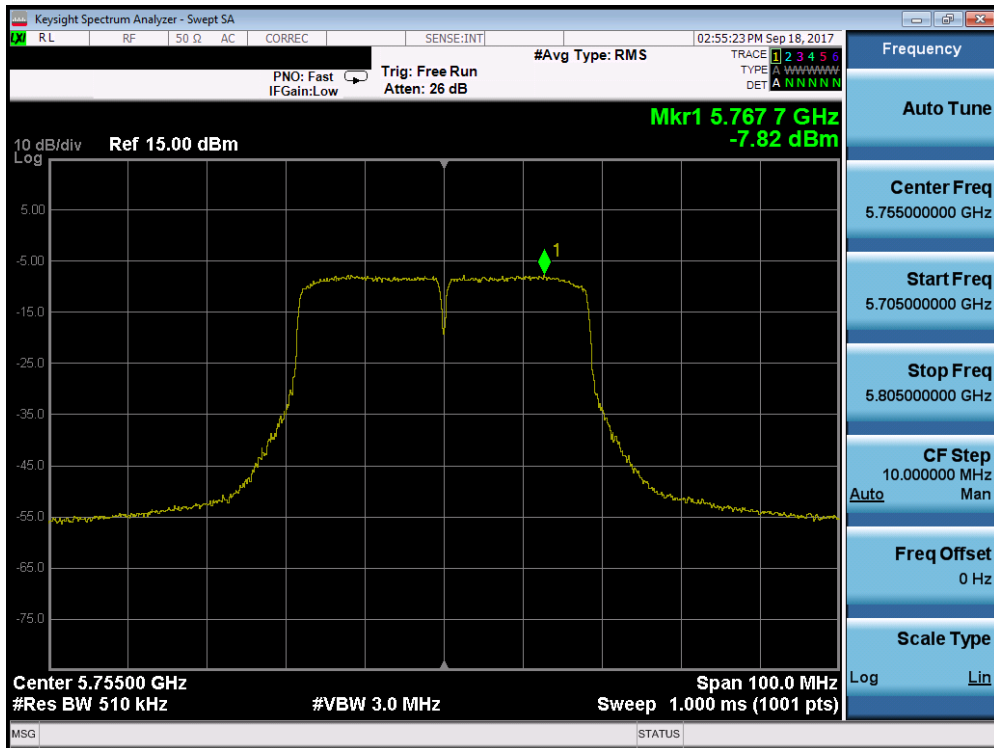 Keysight Spectrum Analyzer - Swept SA
LXI RL RF 50 Ω AC CORREC SENSE:INT 02:55:23 PM Sep 18, 2017
#Avg Type: RMS TRACE 1 2 3 4 5 6
PNO: Fast Trig: Free Run TYPE A WWWWW
IFGain:Low Atten: 26 dB DET A N N N N N
Mkr1 5.767 7 GHz
-7.82 dBm
10 dB/div Ref 15.00 dBm
Log
5.00
1
-5.00
-15.0
-25.0
-35.0
-45.0
-55.0
-65.0
-75.0
Center 5.75500 GHz Span 100.0 MHz
#Res BW 510 kHz #VBW 3.0 MHz Sweep 1.000 ms (1001 pts)
MSG STATUS
Frequency
Auto Tune
Center Freq
5.755000000 GHz
Start Freq
5.705000000 GHz
Stop Freq
5.805000000 GHz
CF Step
10.000000 MHz
Auto Man
Freq Offset
0 Hz
Scale Type
Log Lin